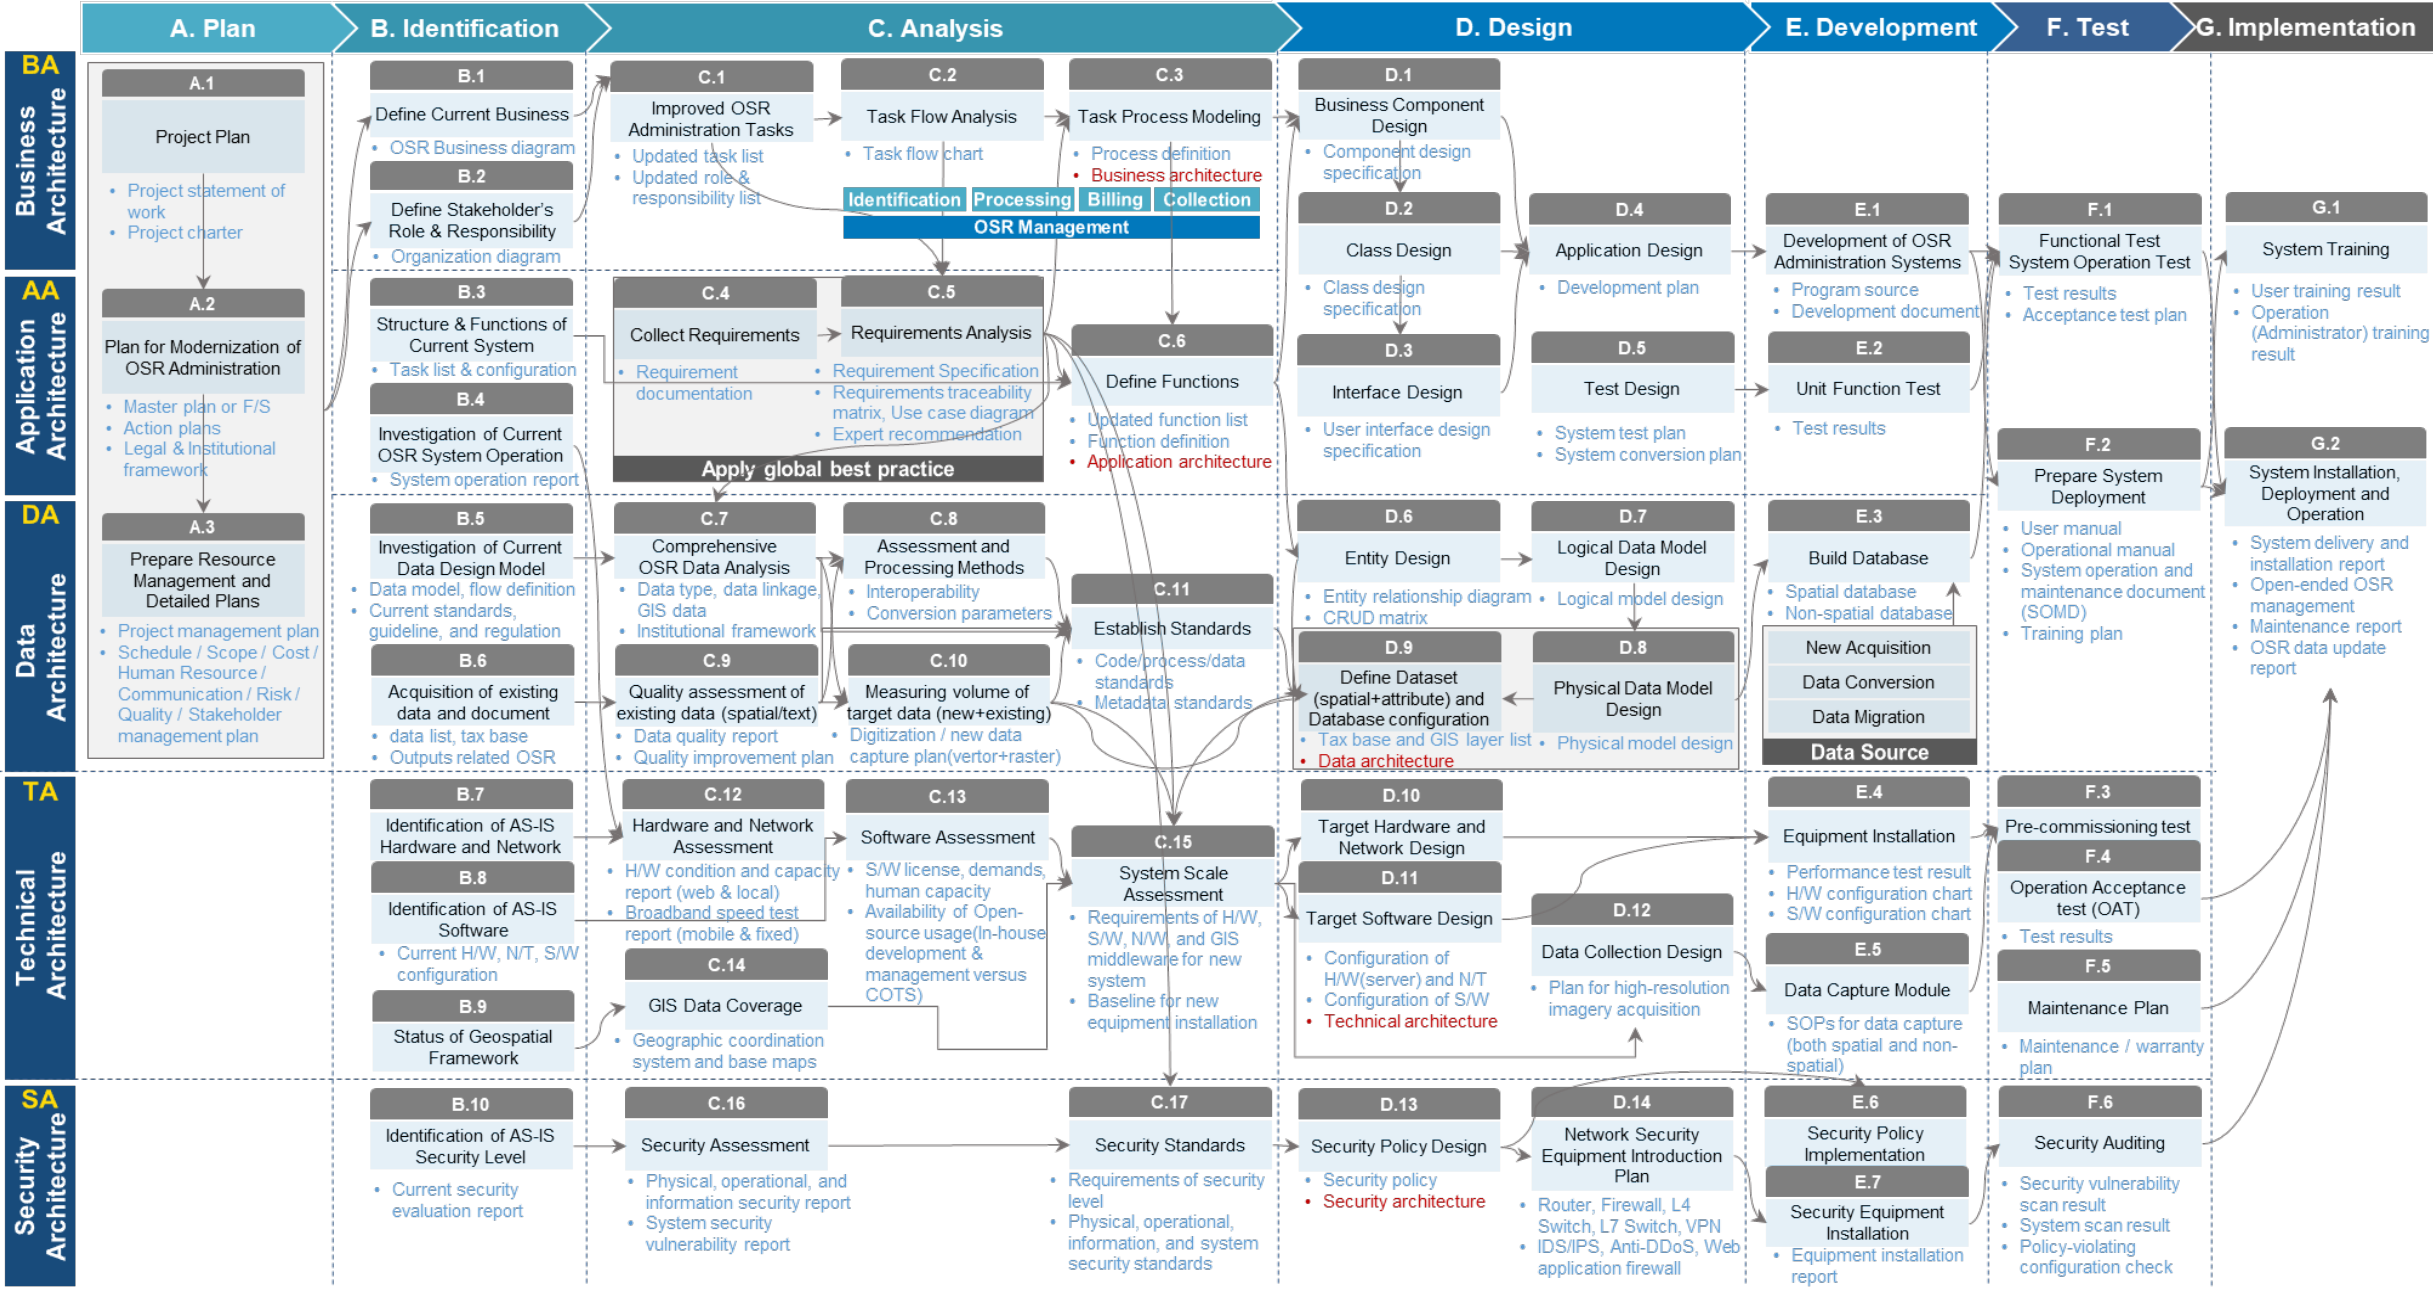 A. Plan
B. Identification
C. Analysis
D. Design
E. Development
F. Test
G. Implementation
BA
Business
Architecture
AA
Application
Architecture
DA
Data
Architecture
TA
Technical
Architecture
SA
Security
Architecture
A.1
Project Plan
• Project statement of
work
• Project charter
A.2
Plan for Modernization of
OSR Administration
• Master plan or F/S
• Action plans
• Legal & Institutional
framework
A.3
Prepare Resource
Management and
Detailed Plans
• Project management plan
• Schedule / Scope / Cost /
Human Resource /
Communication / Risk /
Quality / Stakeholder
management plan
B.1
Define Current Business
• OSR Business diagram
B.2
Define Stakeholder's
Role & Responsibility
• Organization diagram
B.3
Structure & Functions of
Current System
• Task list & configuration
B.4
Investigation of Current
OSR System Operation
• System operation report
B.5
Investigation of Current
Data Design Model
• Data model, flow definition
• Current standards,
guideline, and regulation
B.6
Acquisition of existing
data and document
• data list, tax base
• Outputs related OSR
B.7
Identification of AS-IS
Hardware and Network
B.8
Identification of AS-IS
Software
• Current H/W, N/T, S/W
configuration
B.9
Status of Geospatial
Framework
B.10
Identification of AS-IS
Security Level
• Current security
evaluation report
C.1
Improved OSR
Administration Tasks
• Updated task list
• Updated role &
responsibility list
C.2
Task Flow Analysis
• Task flow chart
C.3
Task Process Modeling
• Process definition
• Business architecture
Identification
Processing
Billing
Collection
OSR Management
C.4
Collect Requirements
• Requirement
documentation
C.5
Requirements Analysis
• Requirement Specification
• Requirements traceability
matrix, Use case diagram
• Expert recommendation
Apply global best practice
C.6
Define Functions
• Updated function list
• Function definition
• Application architecture
C.7
Comprehensive
OSR Data Analysis
• Data type, data linkage,
GIS data
• Institutional framework
C.8
Assessment and
Processing Methods
• Interoperability
• Conversion parameters
C.9
Quality assessment of
existing data (spatial/text)
• Data quality report
• Quality improvement plan
C.10
Measuring volume of
target data (new+existing)
• Digitization / new data
capture plan(vertor+raster)
C.11
Establish Standards
• Code/process/data
standards
• Metadata standards
C.12
Hardware and Network
Assessment
• H/W condition and capacity
report (web & local)
• Broadband speed test
report (mobile & fixed)
C.13
Software Assessment
• S/W license, demands,
human capacity
• Availability of Open-
source usage(In-house
development &
management versus
COTS)
C.14
GIS Data Coverage
• Geographic coordination
system and base maps
C.15
System Scale
Assessment
• Requirements of H/W,
S/W, N/W, and GIS
middleware for new
system
• Baseline for new
equipment installation
C.16
Security Assessment
• Physical, operational, and
information security report
• System security
vulnerability report
C.17
Security Standards
• Requirements of security
level
• Physical, operational,
information, and system
security standards
D.1
Business Component
Design
• Component design
specification
D.2
Class Design
• Class design
specification
D.3
Interface Design
• User interface design
specification
D.4
Application Design
• Development plan
D.5
Test Design
• System test plan
• System conversion plan
D.6
Entity Design
• Entity relationship diagram
• CRUD matrix
D.7
Logical Data Model
Design
• Logical model design
D.9
Define Dataset
(spatial+attribute) and
Database configuration
• Tax base and GIS layer list
• Data architecture
D.8
Physical Data Model
Design
• Physical model design
D.10
Target Hardware and
Network Design
D.11
Target Software Design
• Configuration of
H/W(server) and N/T
• Configuration of S/W
• Technical architecture
D.12
Data Collection Design
• Plan for high-resolution
imagery acquisition
D.13
Security Policy Design
• Security policy
• Security architecture
D.14
Network Security
Equipment Introduction
Plan
• Router, Firewall, L4
Switch, L7 Switch, VPN
• IDS/IPS, Anti-DDoS, Web
application firewall
E.1
Development of OSR
Administration Systems
• Program source
• Development document
E.2
Unit Function Test
• Test results
E.3
Build Database
• Spatial database
• Non-spatial database
New Acquisition
Data Conversion
Data Migration
Data Source
E.4
Equipment Installation
• Performance test result
• H/W configuration chart
• S/W configuration chart
E.5
Data Capture Module
• SOPs for data capture
(both spatial and non-
spatial)
E.6
Security Policy
Implementation
E.7
Security Equipment
Installation
• Equipment installation
report
F.1
Functional Test
System Operation Test
• Test results
• Acceptance test plan
F.2
Prepare System
Deployment
• User manual
• Operational manual
• System operation and
maintenance document
(SOMD)
• Training plan
F.3
Pre-commissioning test
F.4
Operation Acceptance
test (OAT)
• Test results
F.5
Maintenance Plan
• Maintenance / warranty
plan
F.6
Security Auditing
• Security vulnerability
scan result
• System scan result
• Policy-violating
configuration check
G.1
System Training
• User training result
• Operation
(Administrator) training
result
G.2
System Installation,
Deployment and
Operation
• System delivery and
installation report
• Open-ended OSR
management
• Maintenance report
• OSR data update
report